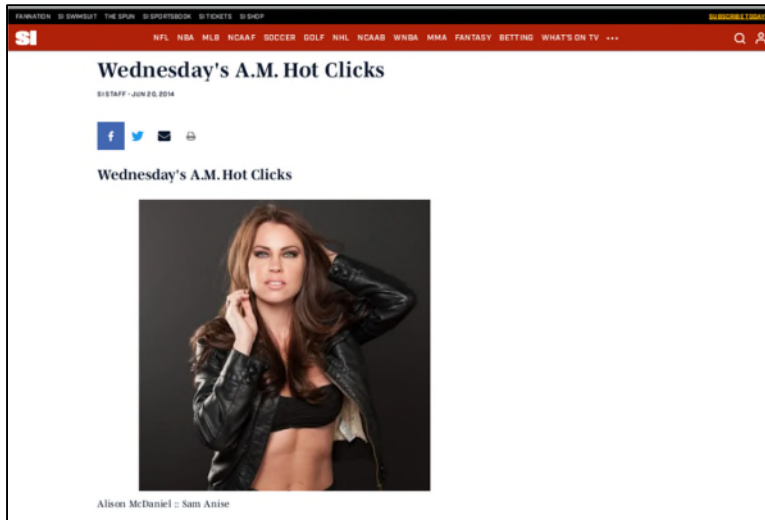 FANNATION SI SWIMSUIT THE SPUN SI SPORTSBOOK SI TICKETS SI SHOP SUBSCRIBE TODAY
SI NFL NBA MLB NCAAF SOCCER GOLF NHL NCAAB WNBA MMA FANTASY BETTING WHAT'S ON TV •••
Wednesday's A.M. Hot Clicks
SI STAFF • JUN 20, 2014
f
Wednesday's A.M. Hot Clicks
Alison McDaniel :: Sam Anise